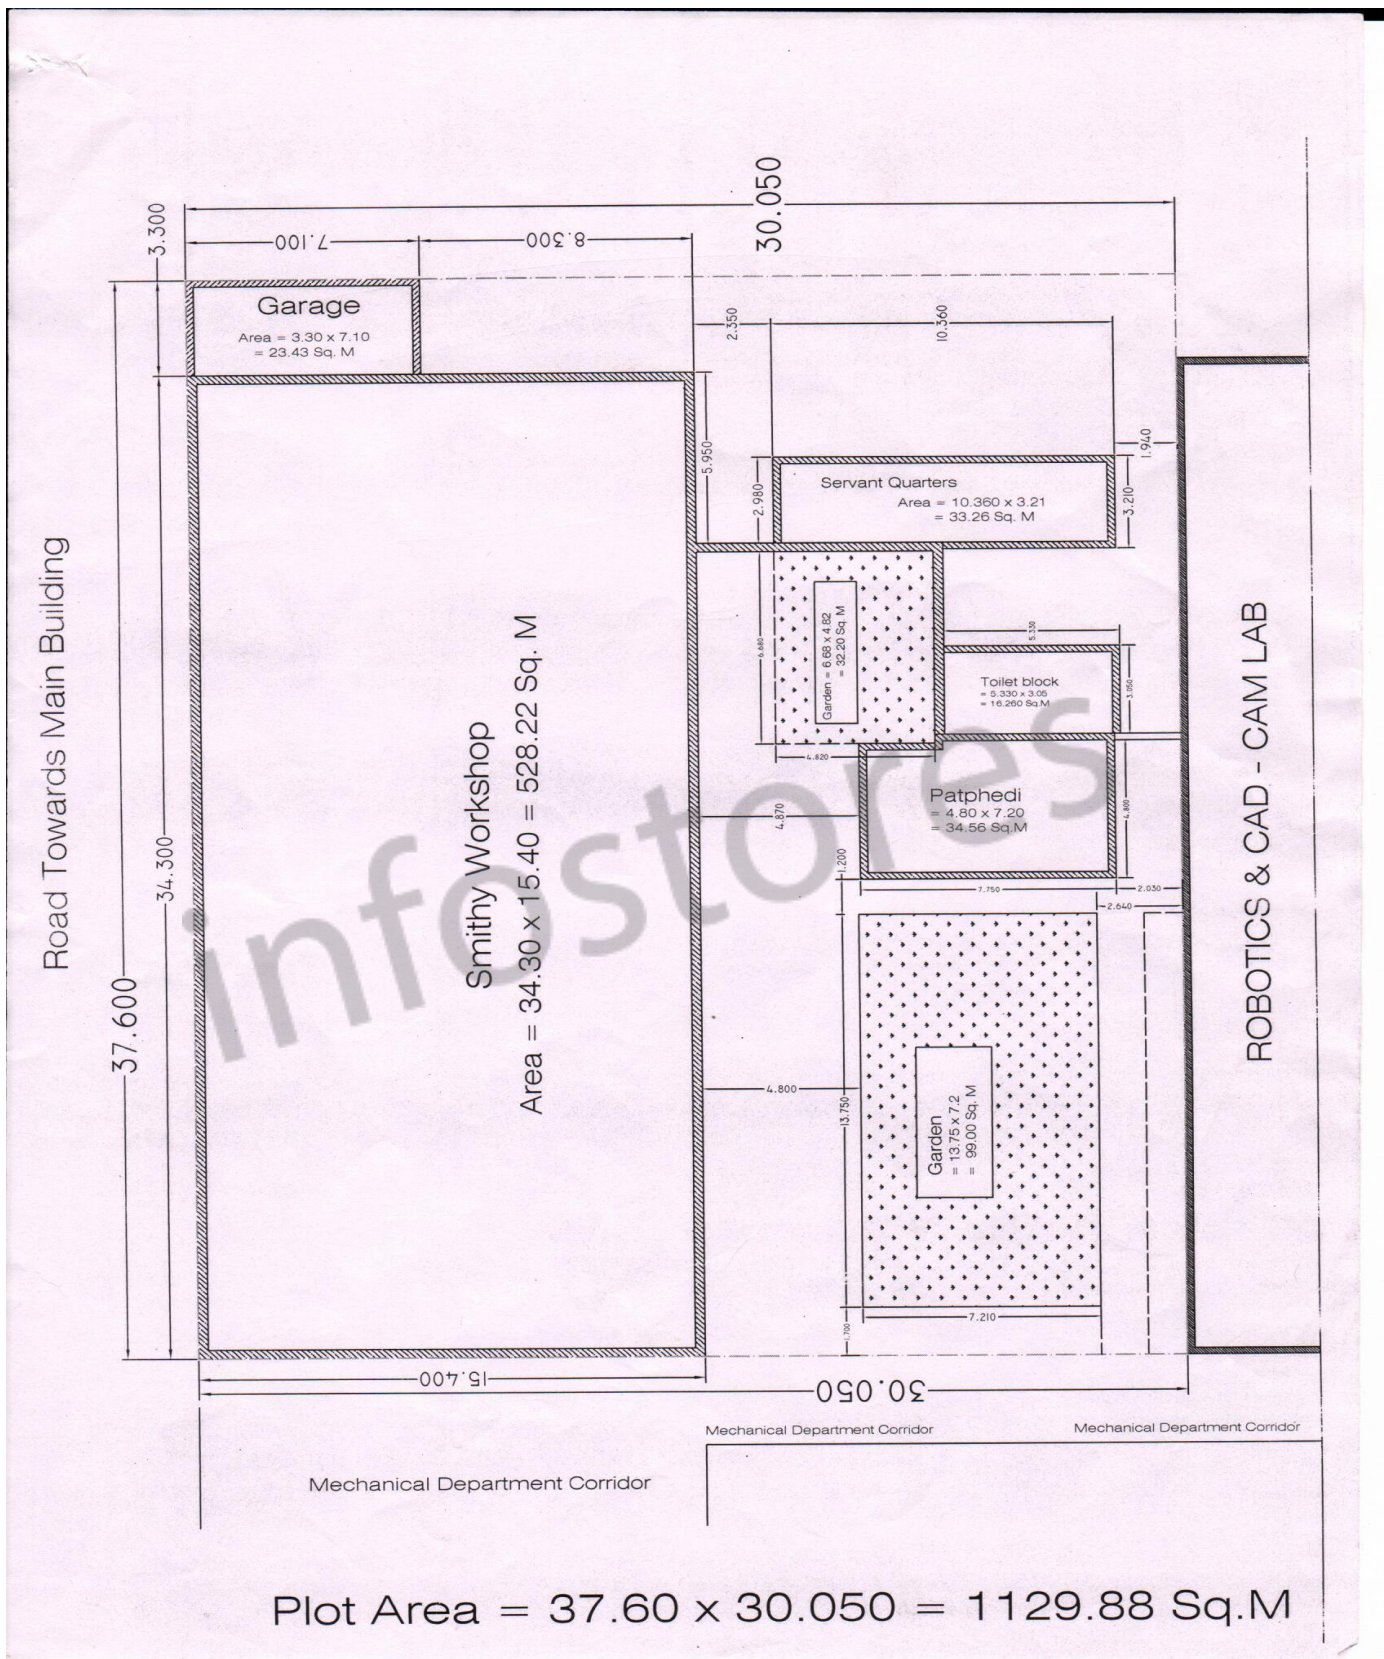 30.050
3.300
7.100
8.300
Garage
Area = 3.30 x 7.10
= 23.43 Sq. M
2.350
10.360
1.940
5.950
2.980
Servant Quarters
Area = 10.360 x 3.21
= 33.26 Sq. M
3.210
Road Towards Main Building
37.600
34.300
Smithy Workshop
Area = 34.30 x 15.40 = 528.22 Sq. M
6.680
Garden = 6.68 x 4.82
= 32.20 Sq. M
4.820
5.330
Toilet block
= 5.330 x 3.05
= 16.260 Sq.M
3.050
Patphedi
= 4.80 x 7.20
= 34.56 Sq.M
4.800
4.870
1.200
7.750
2.030
2.640
ROBOTICS & CAD - CAM LAB
infostores
4.800
13.750
Garden
= 13.75 x 7.2
= 99.00 Sq. M
7.210
1.700
15.400
30.050
Mechanical Department Corridor
Mechanical Department Corridor
Mechanical Department Corridor
Plot Area = 37.60 x 30.050 = 1129.88 Sq.M